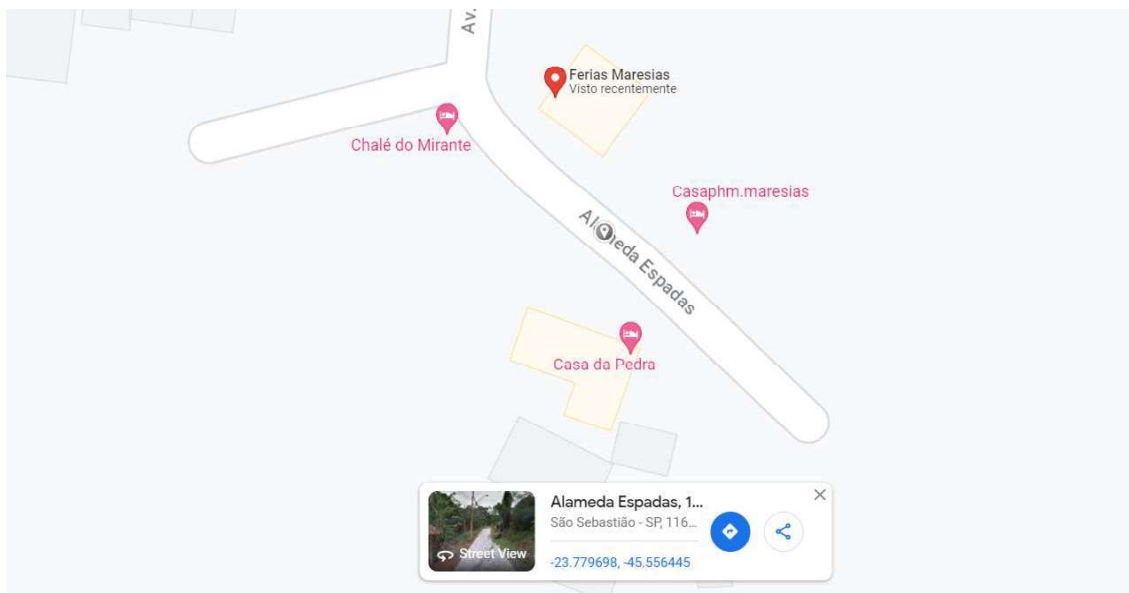 Av.
Ferias Maresias
Visto recentemente
Chalé do Mirante
Casaphm.maresias
Alameda Espadas
Casa da Pedra
Alameda Espadas, 1...
São Sebastião - SP, 116...
Street View
-23.779698, -45.556445